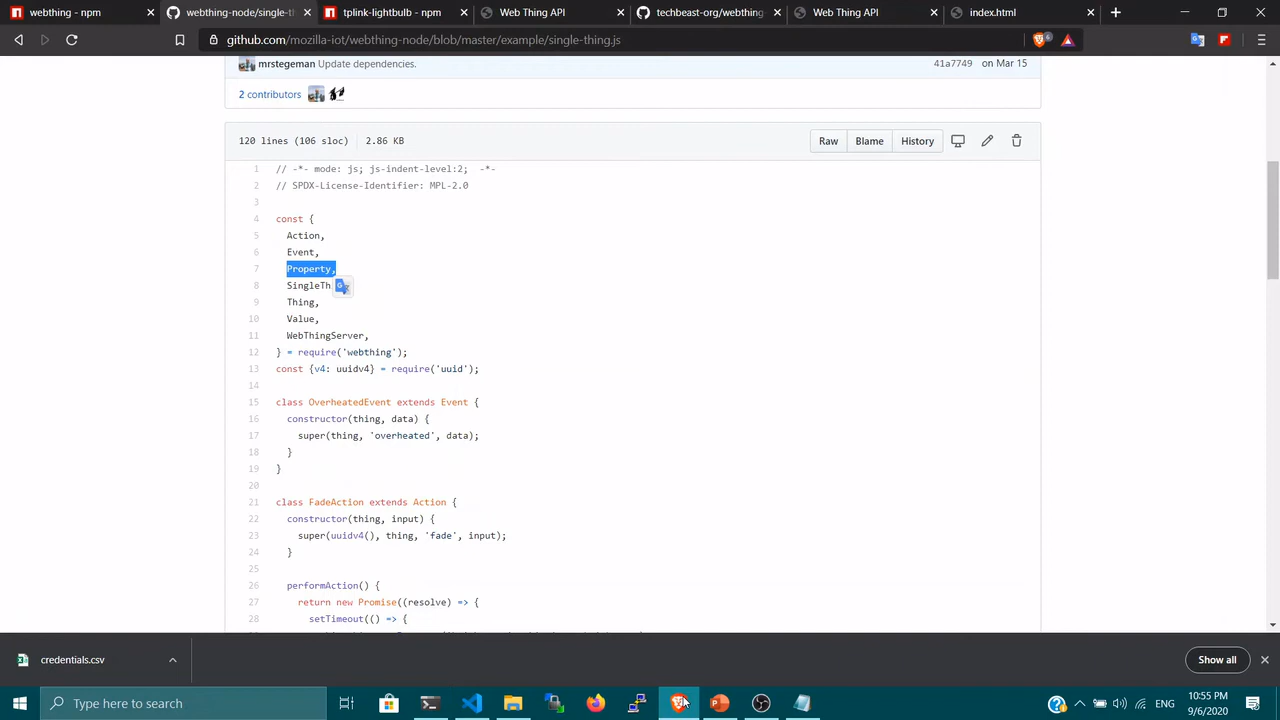 webthing - npm
webthing-node/single-th
tplink-lightbulb - npm
Web Thing API
techbeast-org/webthing
Web Thing API
index.html
github.com/mozilla-iot/webthing-node/blob/master/example/single-thing.js
mrstegeman Update dependencies.
41a7749 on Mar 15
2 contributors
120 lines (106 sloc) 2.86 KB
Raw Blame History
1 // -*- mode: js; js-indent-level:2;  -*-
2 // SPDX-License-Identifier: MPL-2.0
3
4 const {
5 Action,
6 Event,
7 Property,
8 SingleTh
9 Thing,
10 Value,
11 WebThingServer,
12 } = require('webthing');
13 const {v4: uuidv4} = require('uuid');
14
15 class OverheatedEvent extends Event {
16 constructor(thing, data) {
17 super(thing, 'overheated', data);
18 }
19 }
20
21 class FadeAction extends Action {
22 constructor(thing, input) {
23 super(uuidv4(), thing, 'fade', input);
24 }
25
26 performAction() {
27 return new Promise((resolve) => {
28 setTimeout(() => {
credentials.csv
Show all
Type here to search
ENG
10:55 PM
9/6/2020